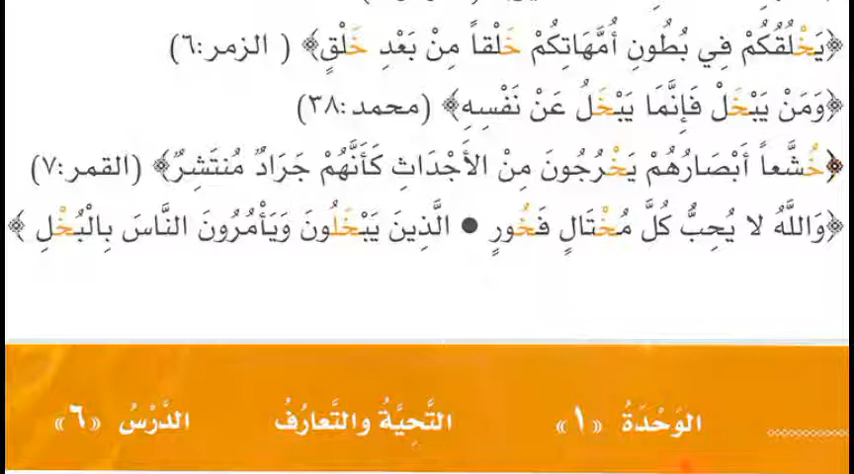 ﴿يَخْلُقُكُمْ فِي بُطُونِ أُمَّهَاتِكُمْ خَلْقاً مِنْ بَعْدِ خَلْقٍ﴾ ( الزمر:٦)
﴿وَمَنْ يَبْخَلْ فَإِنَّمَا يَبْخَلُ عَنْ نَفْسِهِ﴾ (محمد:٣٨)
﴿خُشَّعاً أَبْصَارُهُمْ يَخْرُجُونَ مِنْ الأَجْدَاثِ كَأَنَّهُمْ جَرَادٌ مُنتَشِرٌ﴾ (القمر:٧)
﴿وَاللَّهُ لا يُحِبُّ كُلَّ مُخْتَالٍ فَخُورٍ ● الَّذِينَ يَبْخَلُونَ وَيَأْمُرُونَ النَّاسَ بِالْبُخْلِ ﴾
الوَحْدَةُ «١» التَّحِيَّةُ والتَّعارُفُ الدَّرْسُ «٦»